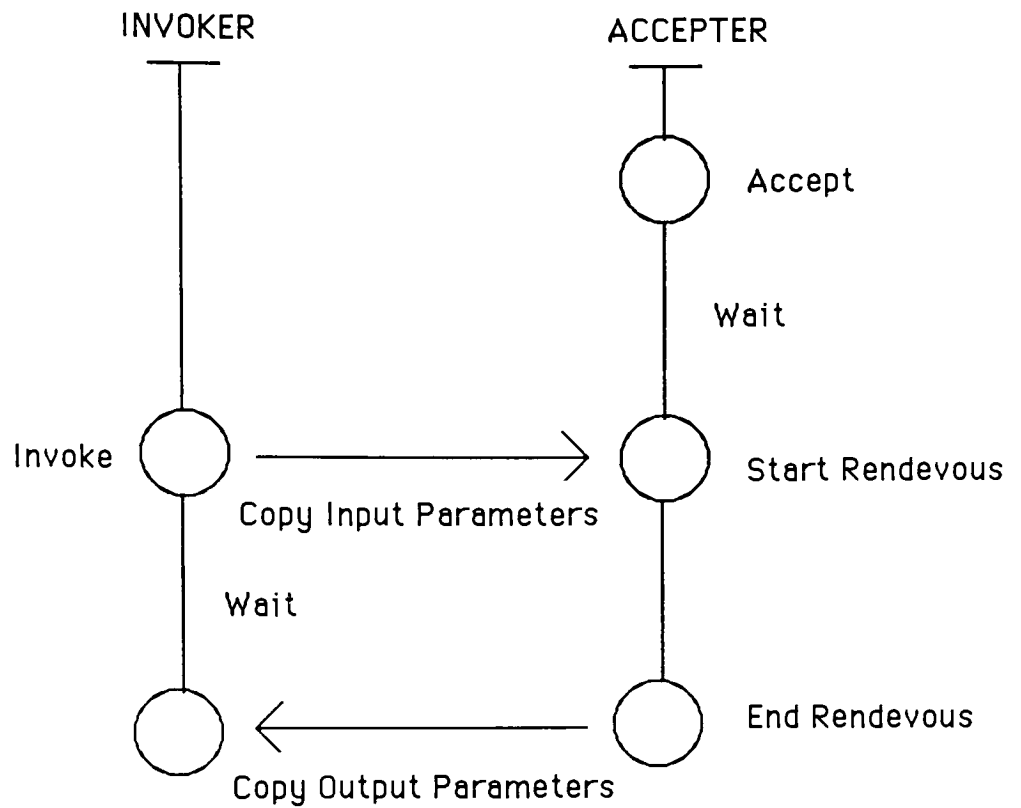 INVOKER
ACCEPTER
Accept
Wait
Invoke
Start Rendevous
Copy Input Parameters
Wait
End Rendevous
Copy Output Parameters